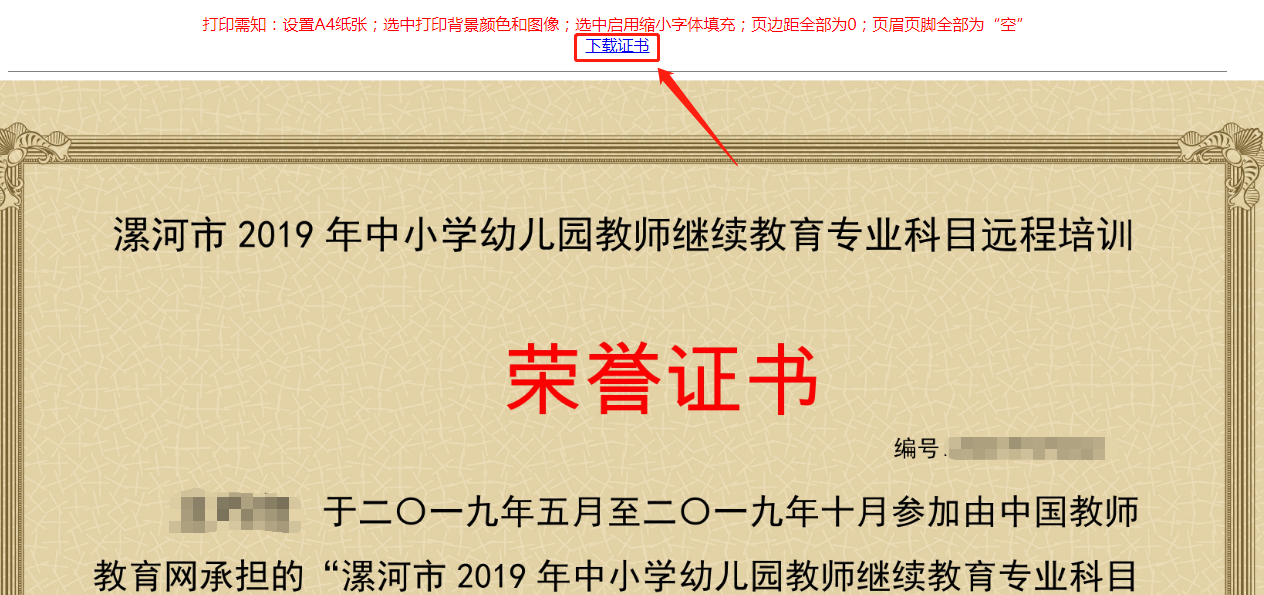 打印需知：设置A4纸张；选中打印背景颜色和图像；选中启用缩小字体填充；页边距全部为0；页眉页脚全部为“空”
下载证书
漯河市 2019 年中小学幼儿园教师继续教育专业科目远程培训
荣誉证书
编号.
于二〇一九年五月至二〇一九年十月参加由中国教师
教育网承担的“漯河市 2019 年中小学幼儿园教师继续教育专业科目